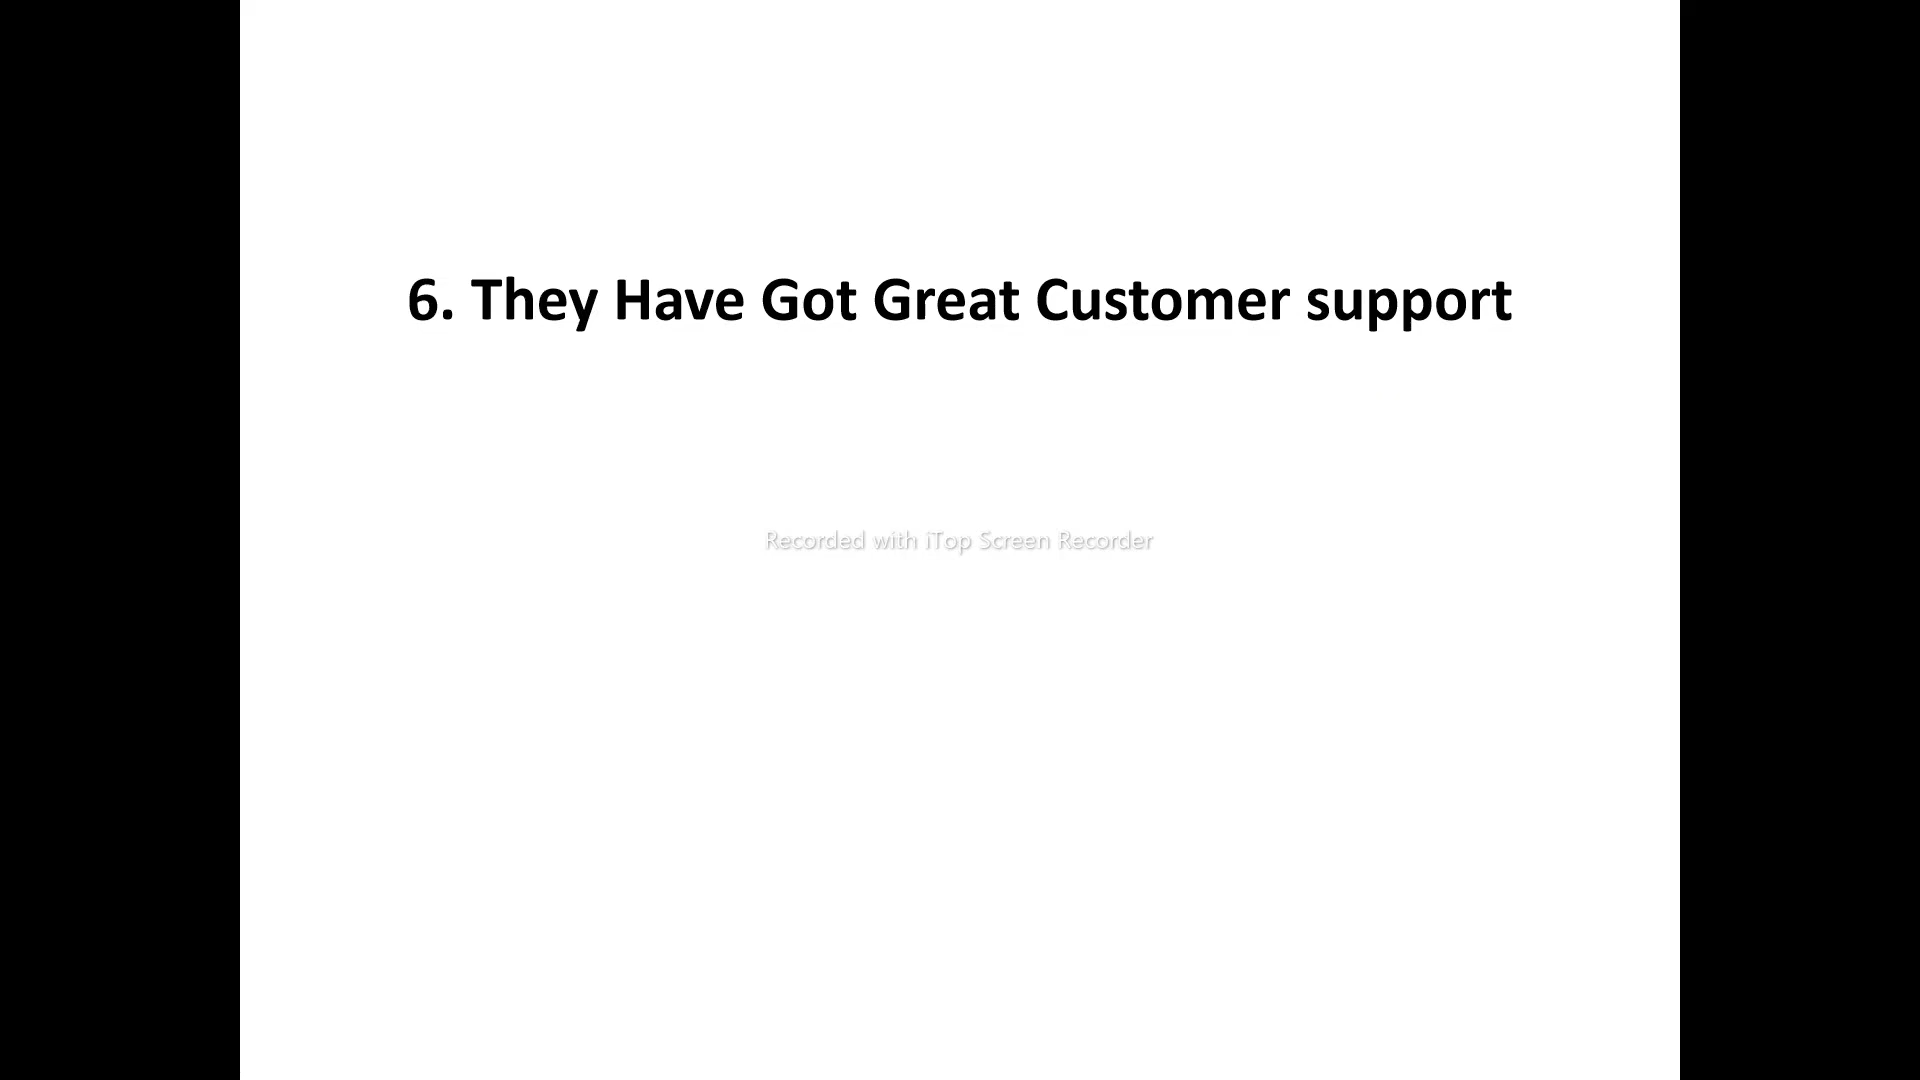 6. They Have Got Great Customer support
Recorded with iTop Screen Recorder